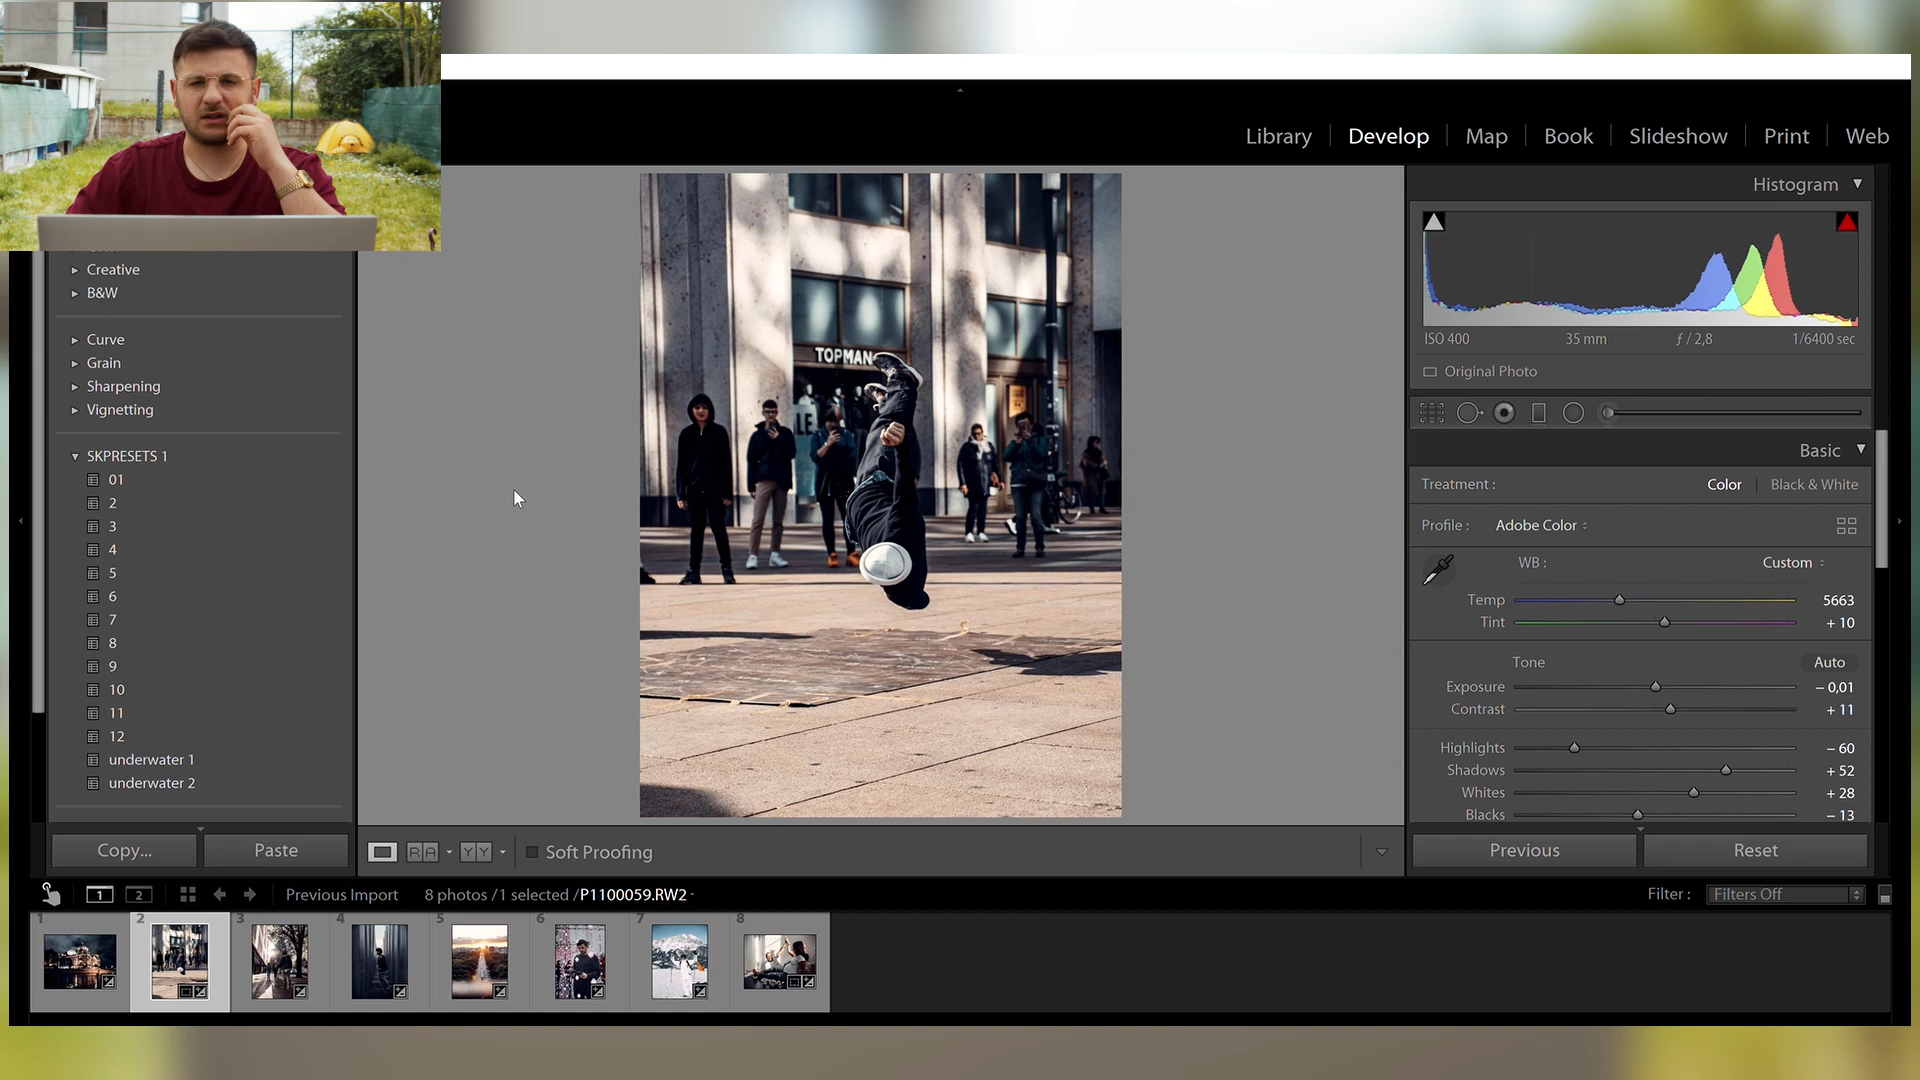 Library | Develop | Map | Book | Slideshow | Print | Web
Histogram
ISO 400 35 mm ƒ / 2,8 1/6400 sec
Original Photo
Basic
Treatment : Color Black & White
Profile : Adobe Color
WB : Custom
Temp 5663
Tint + 10
Tone Auto
Exposure – 0,01
Contrast + 11
Highlights – 60
Shadows + 52
Whites + 28
Blacks – 13
Previous Reset
Creative
B&W
Curve
Grain
Sharpening
Vignetting
SKPRESETS 1
01
2
3
4
5
6
7
8
9
10
11
12
underwater 1
underwater 2
Copy... Paste
TOPMAN
LE
R A Y Y Soft Proofing
1 2 Previous Import 8 photos / 1 selected / P1100059.RW2
Filter : Filters Off
1 2 3 4 5 6 7 8